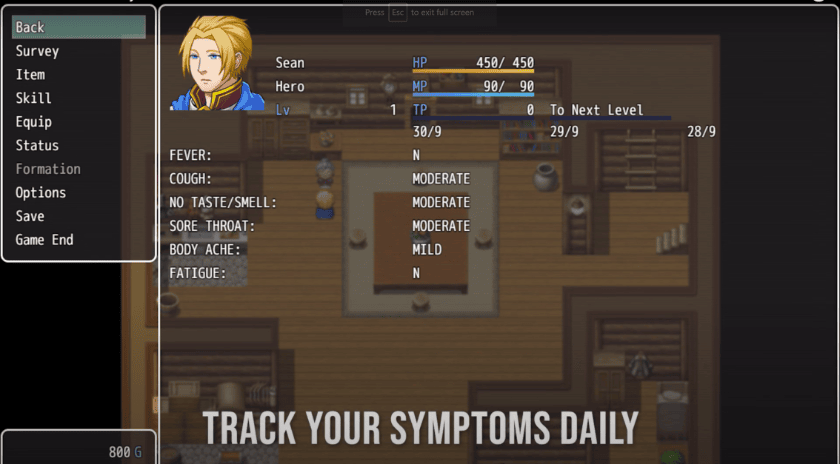 Press Esc to exit full screen
Back
Survey
Item
Skill
Equip
Status
Formation
Options
Save
Game End
Sean HP 450/ 450
Hero MP 90/ 90
Lv 1 TP 0 To Next Level
30/9 29/9 28/9
FEVER: N
COUGH: MODERATE
NO TASTE/SMELL: MODERATE
SORE THROAT: MODERATE
BODY ACHE: MILD
FATIGUE: N
TRACK YOUR SYMPTOMS DAILY
800 G